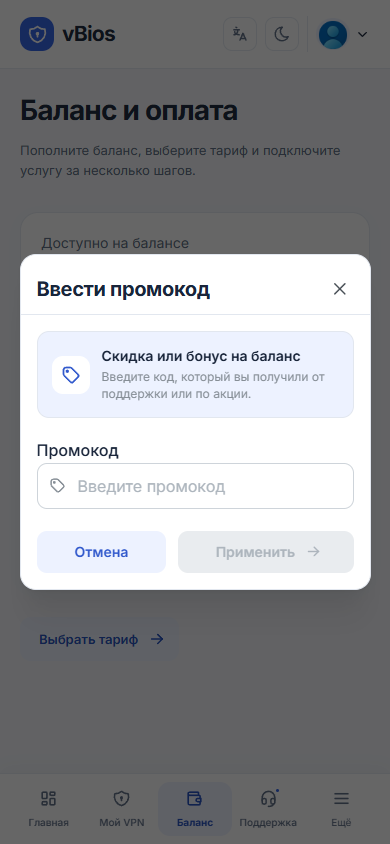 vBios
Баланс и оплата
Пополните баланс, выберите тариф и подключите
услугу за несколько шагов.
Доступно на балансе
Ввести промокод
Скидка или бонус на баланс
Введите код, который вы получили от
поддержки или по акции.
Промокод
Введите промокод
Отмена
Применить
Выбрать тариф
Главная
Мой VPN
Баланс
Поддержка
Ещё